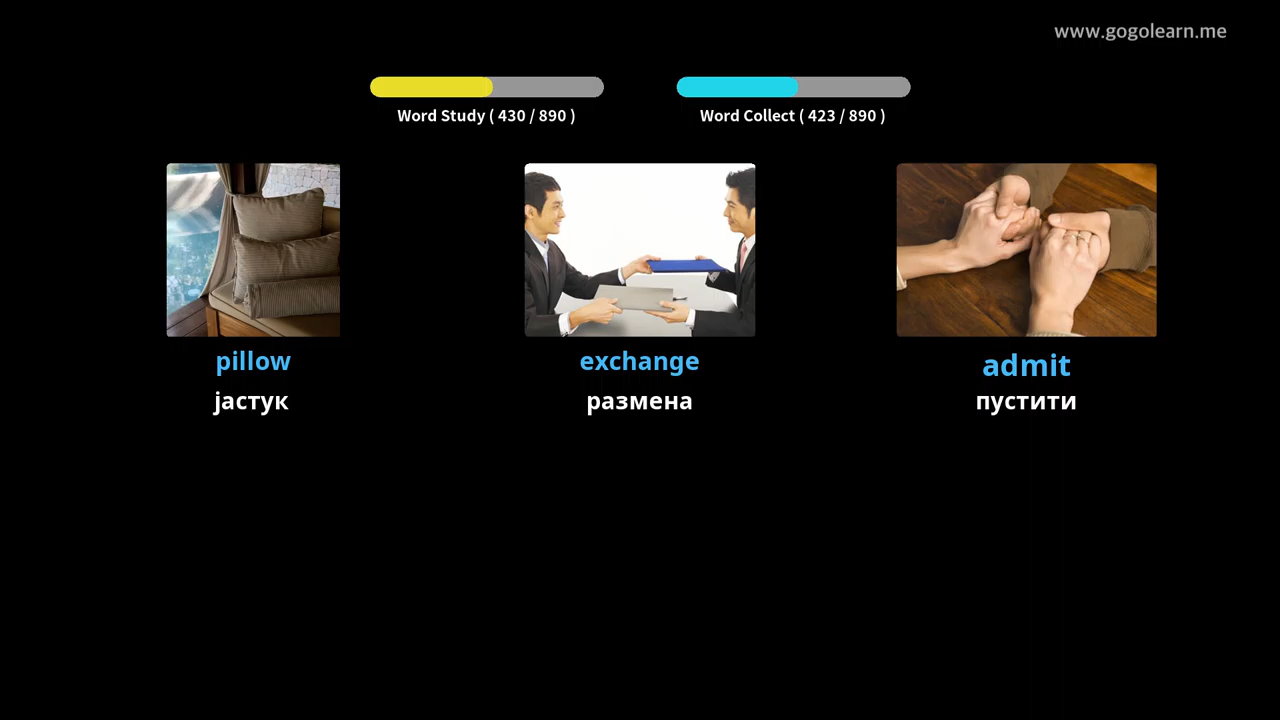 www.gogolearn.me
Word Study ( 430 / 890 )
Word Collect ( 423 / 890 )
pillow
exchange
admit
јастук
размена
пустити